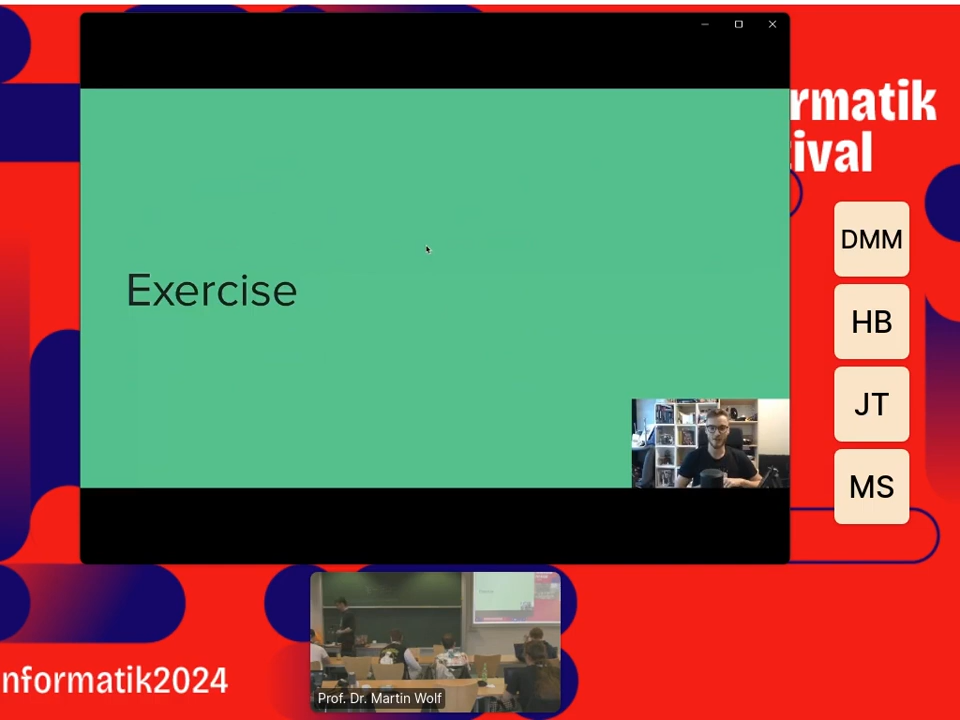 rmatik
ival
Exercise
DMM
HB
JT
MS
nformatik2024
Prof. Dr. Martin Wolf